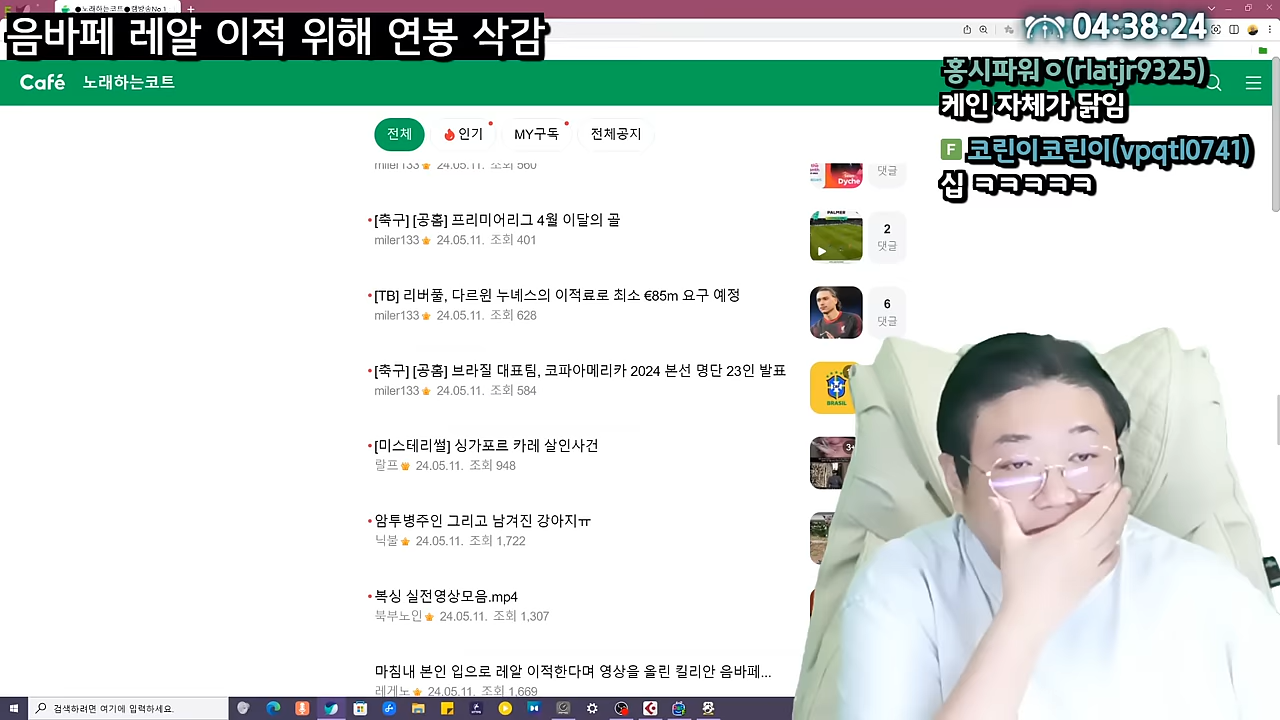 음바페 레알 이적 위해 연봉 삭감
04:38:24
Café 노래하는코트
홍시파워ㅇ(rlatjr9325)
케인 자체가 닮임
F 코린이코린이(vpqtl0741)
십 ㅋㅋㅋㅋㅋ
전체 인기 MY구독 전체공지
miler133 24.05.11. 조회 560
댓글
Dyche
[축구] [공홈] 프리미어리그 4월 이달의 골
miler133 24.05.11. 조회 401
PALMER
2
댓글
[TB] 리버풀, 다르윈 누녜스의 이적료로 최소 €85m 요구 예정
miler133 24.05.11. 조회 628
6
댓글
[축구] [공홈] 브라질 대표팀, 코파아메리카 2024 본선 명단 23인 발표
miler133 24.05.11. 조회 584
BRASIL
[미스테리썰] 싱가포르 카레 살인사건
랄프 24.05.11. 조회 948
3+
암투병주인 그리고 남겨진 강아지ㅠ
닉불 24.05.11. 조회 1,722
복싱 실전영상모음.mp4
북부노인 24.05.11. 조회 1,307
마침내 본인 입으로 레알 이적한다며 영상을 올린 킬리안 음바페...
레게노 24.05.11. 조회 1,669
검색하려면 여기에 입력하세요.